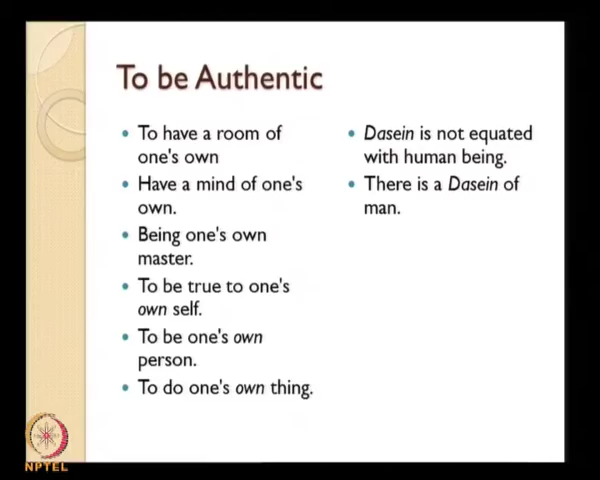 To be Authentic
• To have a room of
one's own
• Have a mind of one's
own.
• Being one's own
master.
• To be true to one's
own self.
• To be one's own
person.
• To do one's own thing.
• Dasein is not equated
with human being.
• There is a Dasein of
man.
NPTEL